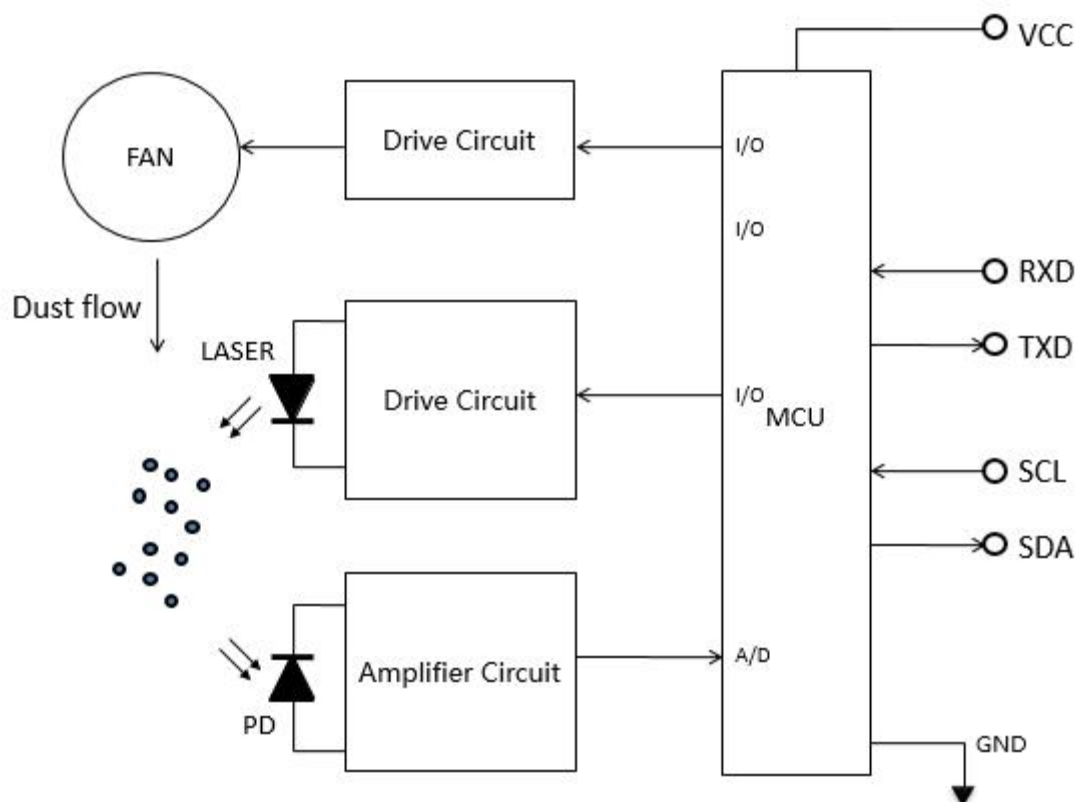 VCC
FAN
Drive Circuit
I/O
I/O
RXD
Dust flow
TXD
LASER
Drive Circuit
I/O
MCU
SCL
SDA
A/D
Amplifier Circuit
PD
GND